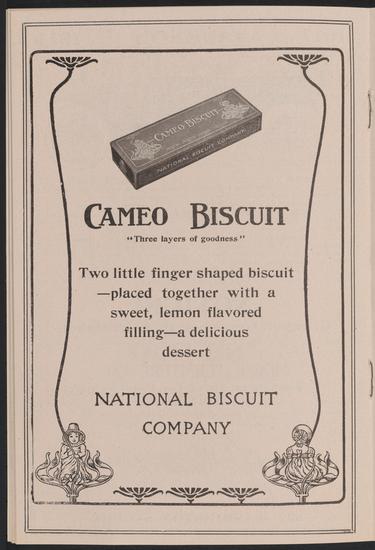 CAMEO BISCUIT
NATIONAL BISCUIT COMPANY
CAMEO BISCUIT
"Three layers of goodness"
Two little finger shaped biscuit
—placed together with a
sweet, lemon flavored
filling—a delicious
dessert
NATIONAL BISCUIT
COMPANY